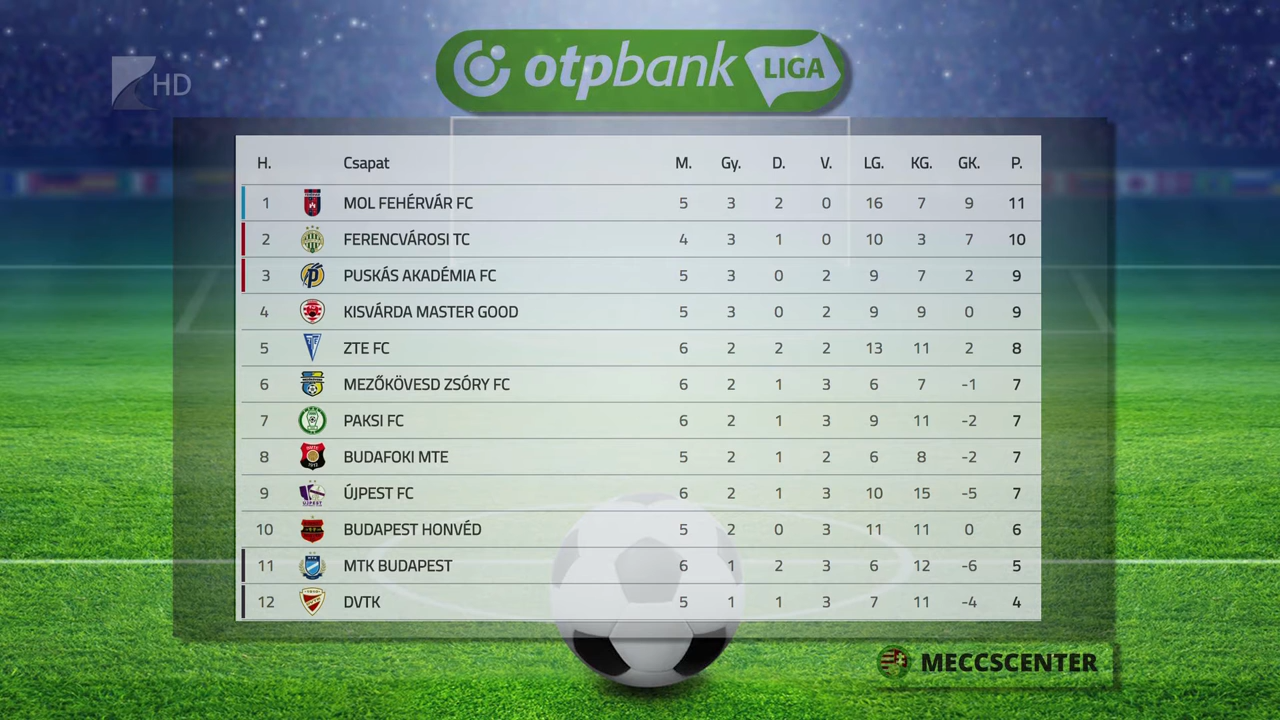 otpbank LIGA
HD
H. Csapat M. Gy. D. V. LG. KG. GK. P.
1 MOL FEHÉRVÁR FC 5 3 2 0 16 7 9 11
2 FERENCVÁROSI TC 4 3 1 0 10 3 7 10
3 PUSKÁS AKADÉMIA FC 5 3 0 2 9 7 2 9
4 KISVÁRDA MASTER GOOD 5 3 0 2 9 9 0 9
5 ZTE FC 6 2 2 2 13 11 2 8
6 MEZŐKÖVESD ZSÓRY FC 6 2 1 3 6 7 -1 7
7 PAKSI FC 6 2 1 3 9 11 -2 7
8 BUDAFOKI MTE 5 2 1 2 6 8 -2 7
9 ÚJPEST FC 6 2 1 3 10 15 -5 7
10 BUDAPEST HONVÉD 5 2 0 3 11 11 0 6
11 MTK BUDAPEST 6 1 2 3 6 12 -6 5
12 DVTK 5 1 1 3 7 11 -4 4
MECCSCENTER